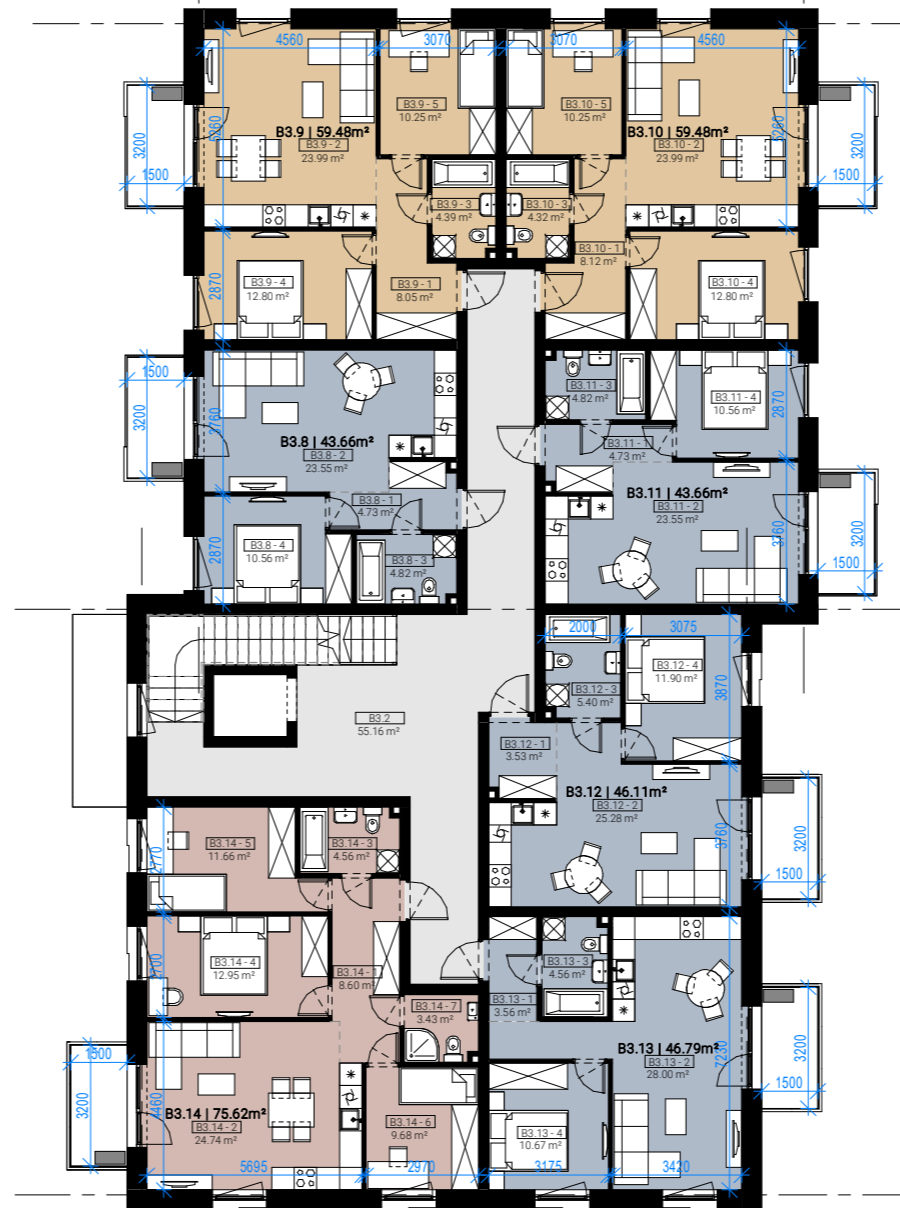 4560
3070
3070
4560
B3.9 - 5
10.25 m²
B3.10 - 5
10.25 m²
B3.9 | 59.48m²
B3.9 - 2
23.99 m²
B3.10 | 59.48m²
B3.10 - 2
23.99 m²
5260
5260
3200
1500
3200
1500
B3.9 - 3
4.39 m²
B3.10 - 3
4.32 m²
B3.10 - 1
8.12 m²
B3.9 - 4
12.80 m²
B3.9 - 1
8.05 m²
B3.10 - 4
12.80 m²
2870
1500
3200
3760
B3.8 | 43.66m²
B3.8 - 2
23.55 m²
B3.11 - 3
4.82 m²
B3.11 - 4
10.56 m²
2870
B3.11 - 1
4.73 m²
B3.11 | 43.66m²
B3.11 - 2
23.55 m²
3760
3200
1500
B3.8 - 1
4.73 m²
B3.8 - 4
10.56 m²
2870
B3.8 - 3
4.82 m²
2000
3075
B3.12 - 4
11.90 m²
3870
B3.12 - 3
5.40 m²
B3.2
55.16 m²
B3.12 - 1
3.53 m²
B3.12 | 46.11m²
B3.12 - 2
25.28 m²
3760
3200
1500
B3.14 - 5
11.66 m²
2770
B3.14 - 3
4.56 m²
B3.14 - 4
12.95 m²
2700
B3.14 - 1
8.60 m²
B3.13 - 3
4.56 m²
B3.13 - 1
3.56 m²
B3.14 - 7
3.43 m²
B3.13 | 46.79m²
B3.13 - 2
28.00 m²
7230
3200
1500
1500
3200
4460
B3.14 | 75.62m²
B3.14 - 2
24.74 m²
B3.14 - 6
9.68 m²
B3.13 - 4
10.67 m²
5695
2970
3175
3420